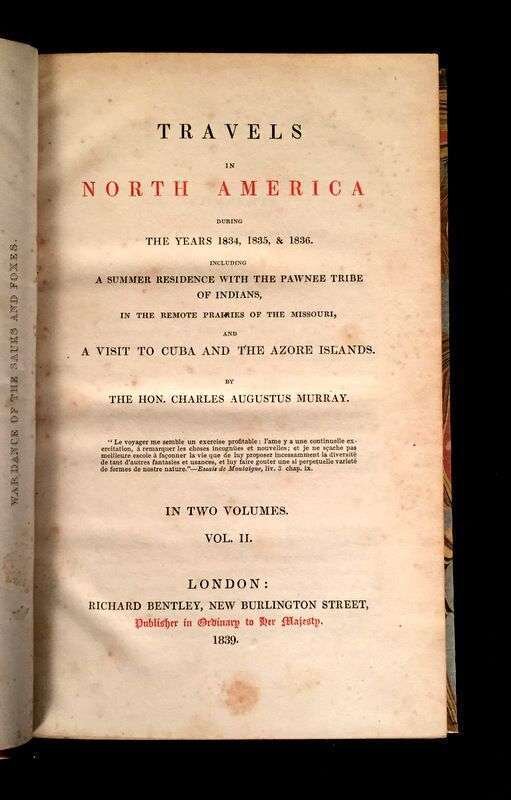 WAR DANCE OF THE SAUKS AND FOXES.
TRAVELS
IN
NORTH AMERICA
DURING
THE YEARS 1834, 1835, & 1836.
INCLUDING
A SUMMER RESIDENCE WITH THE PAWNEE TRIBE
OF INDIANS,
IN THE REMOTE PRAIRIES OF THE MISSOURI,
AND
A VISIT TO CUBA AND THE AZORE ISLANDS.
BY
THE HON. CHARLES AUGUSTUS MURRAY.
"Le voyager me semble un exercise profitable: l'ame y a une continuelle ex-
ercitation, à remarquer les choses incognües et nouvelles; et je ne sçache pas
meilleure escole à façonner la vie que de luy proposez incessamment la diversité
de tant d'autres fantasies et usances, et luy faire gouter une si perpetuelle varieté
de formes de nostre nature."—Essais de Montaigne, liv. 3 chap. ix.
IN TWO VOLUMES.
VOL. II.
LONDON:
RICHARD BENTLEY, NEW BURLINGTON STREET,
Publisher in Ordinary to Her Majesty.
1839.